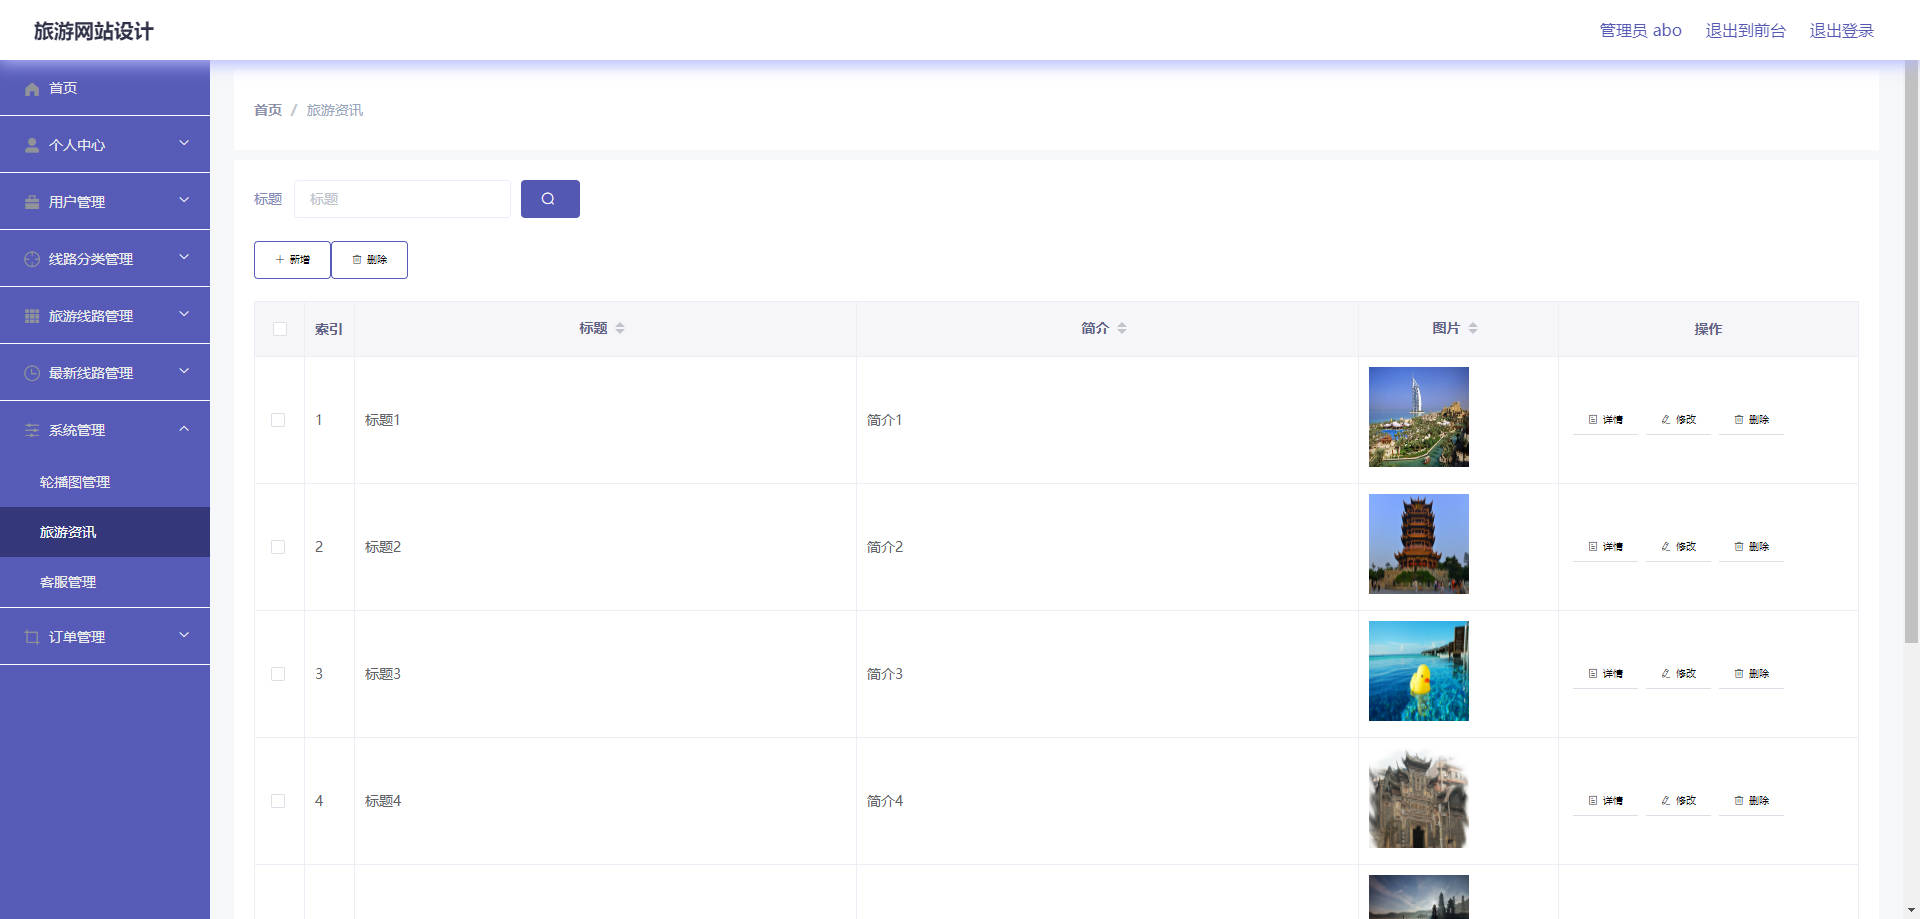 旅游网站设计
管理员 abo 退出到前台 退出登录
首页
个人中心
用户管理
线路分类管理
旅游线路管理
最新线路管理
系统管理
轮播图管理
旅游资讯
客服管理
订单管理
首页 / 旅游资讯
标题 标题
新增 删除
索引 标题 简介 图片 操作
1 标题1 简介1 详情 修改 删除
2 标题2 简介2 详情 修改 删除
3 标题3 简介3 详情 修改 删除
4 标题4 简介4 详情 修改 删除